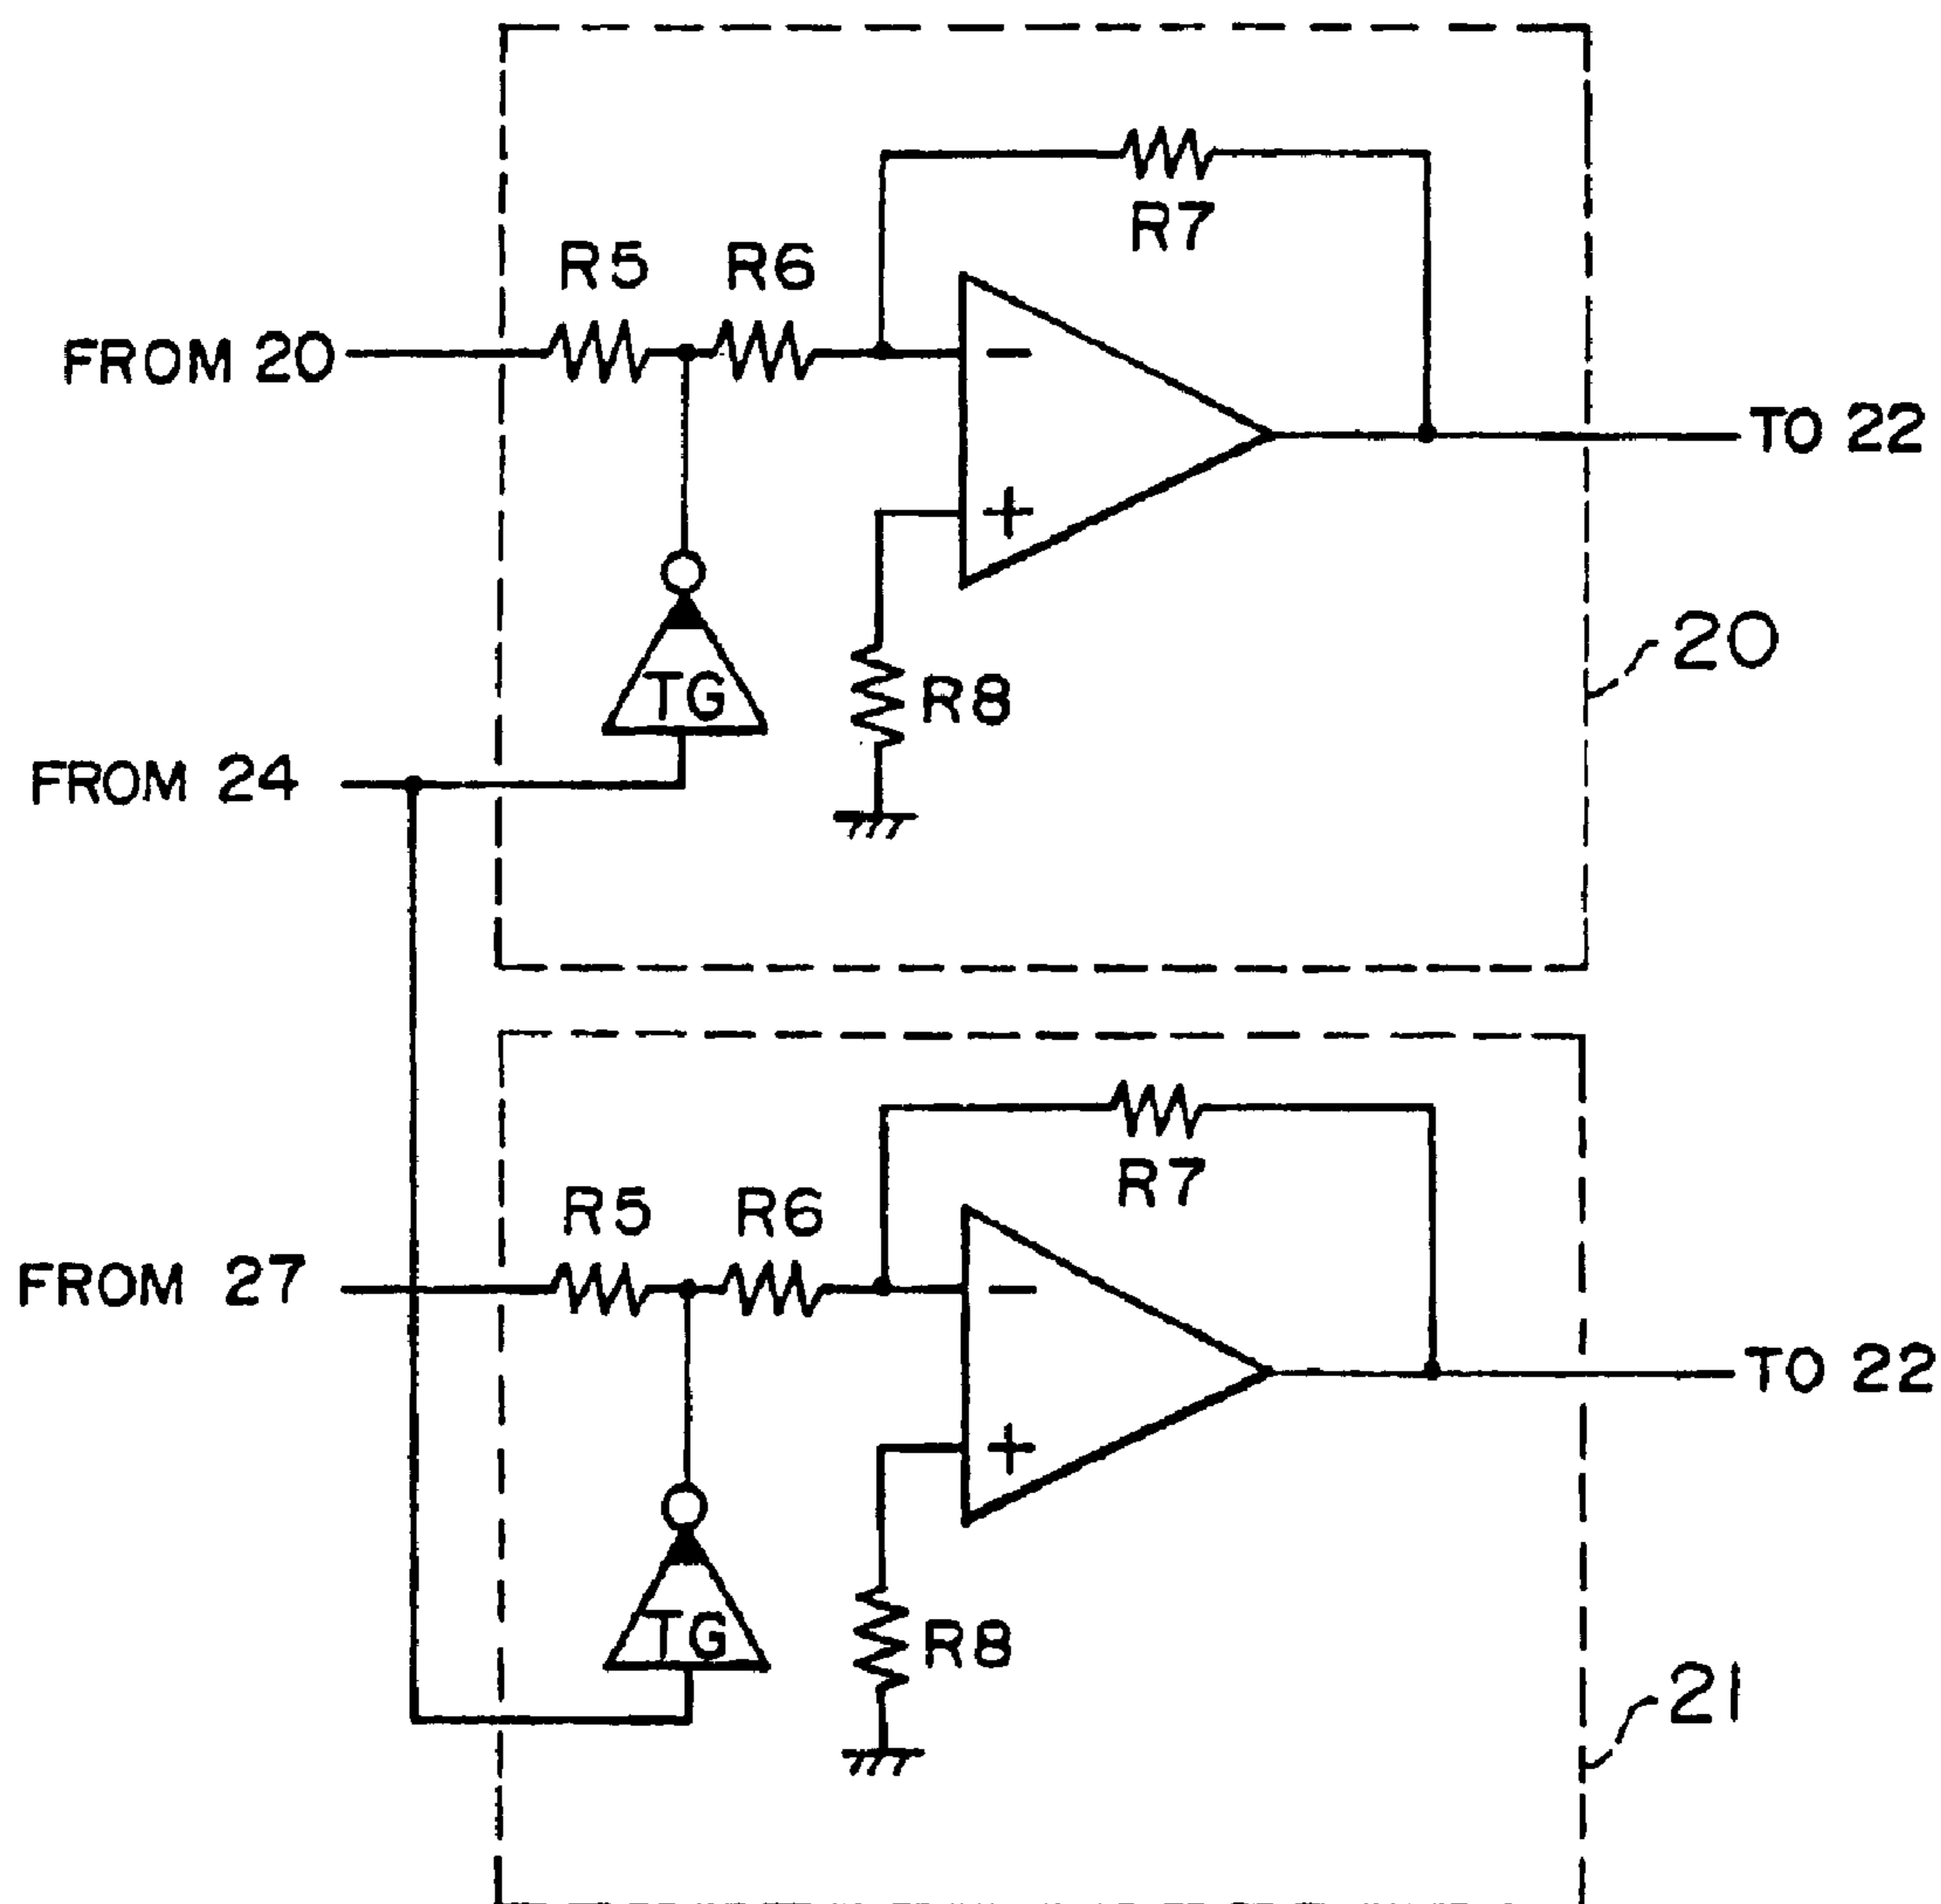 R7
R5 R6
FROM 20
−
TO 22
+
20
TG
R8
FROM 24
R7
R5 R6
FROM 27
−
TO 22
+
TG
R8
21